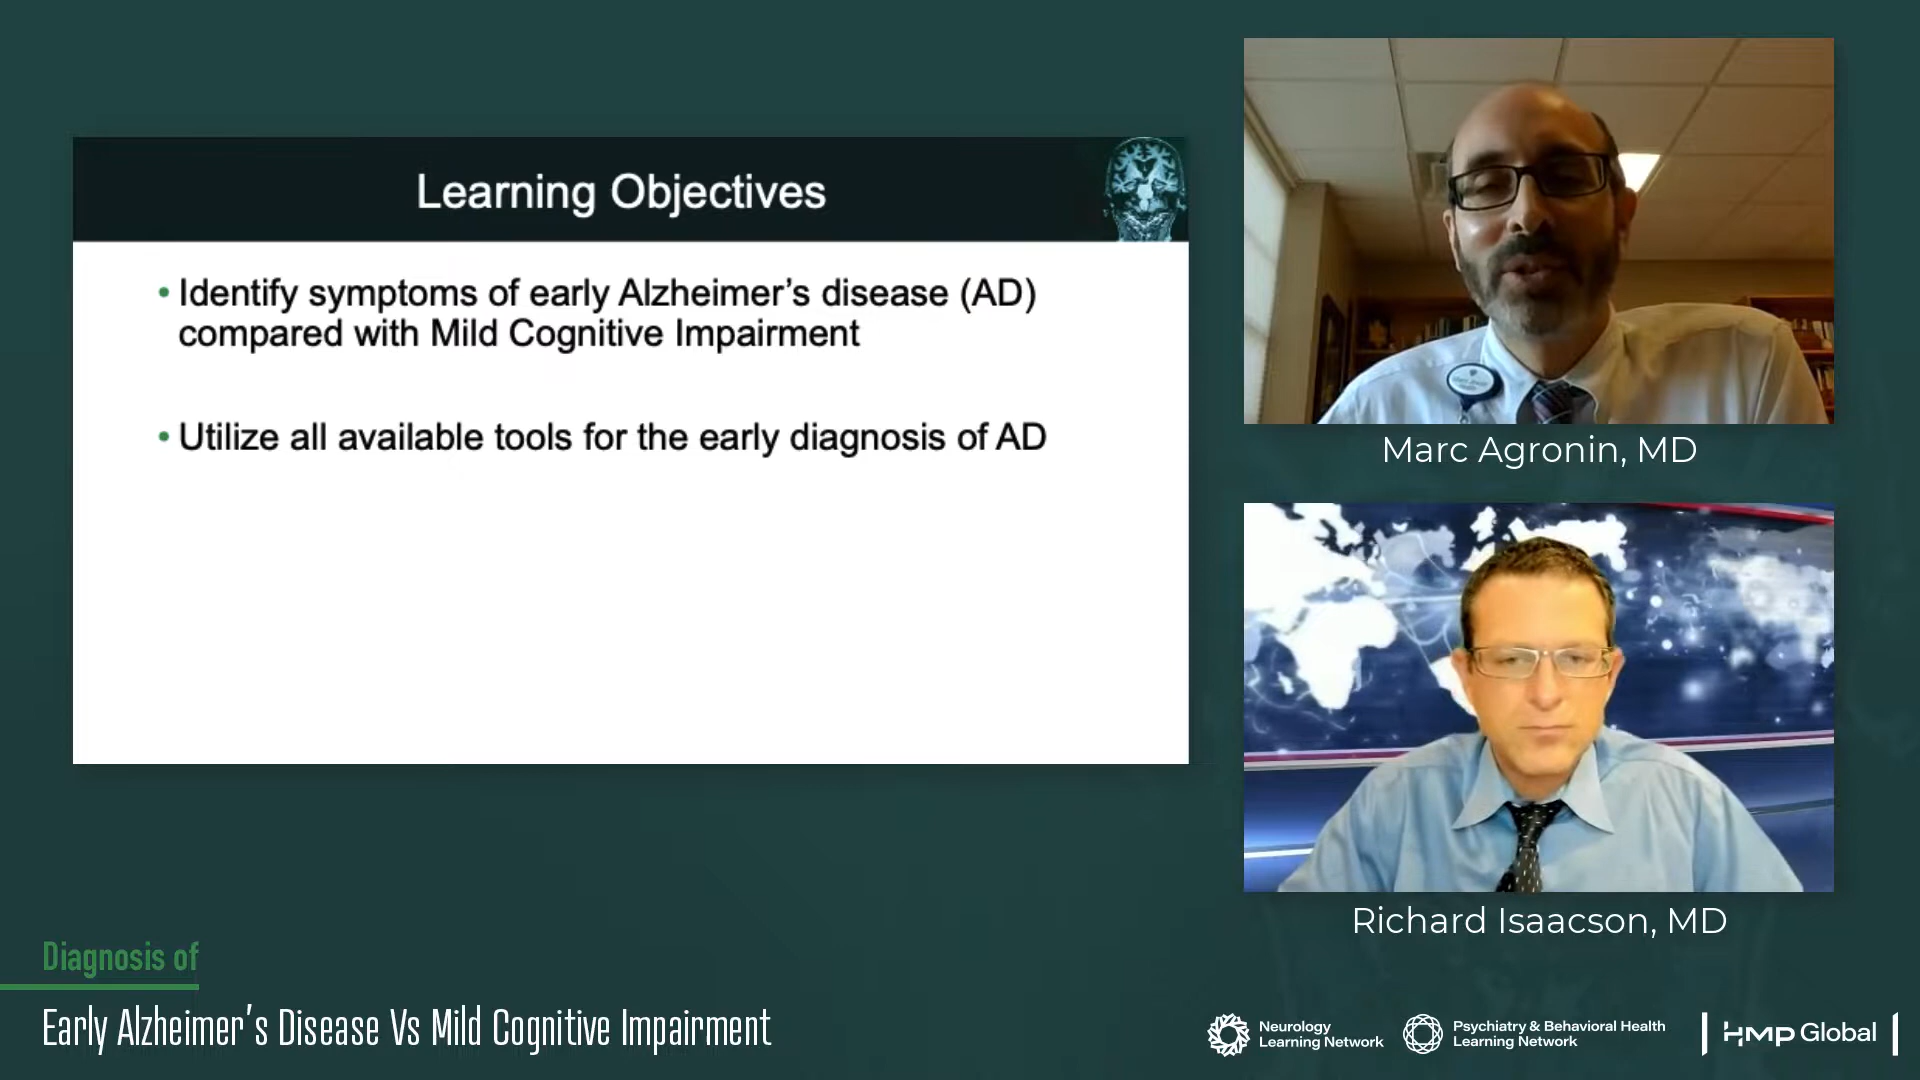 Learning Objectives
• Identify symptoms of early Alzheimer’s disease (AD)
compared with Mild Cognitive Impairment
• Utilize all available tools for the early diagnosis of AD
Marc Agronin, MD
Richard Isaacson, MD
Diagnosis of
Early Alzheimer’s Disease Vs Mild Cognitive Impairment
Neurology
Learning Network
Psychiatry & Behavioral Health
Learning Network
HMP Global